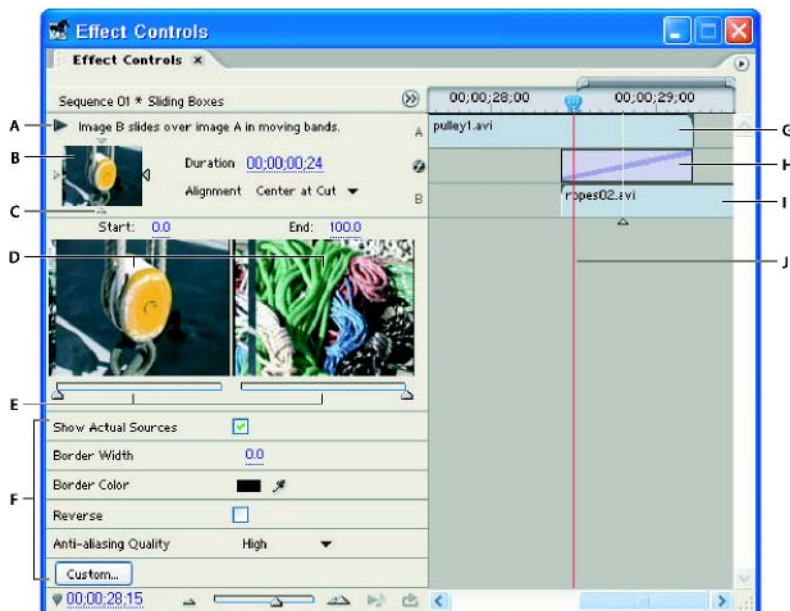 Effect Controls
Effect Controls ×
Sequence 01 * Sliding Boxes
00;00;28;00 00;00;29;00
A Image B slides over image A in moving bands.
A pulley1.avi G
B Duration 00;00;00;24 H
Alignment Center at Cut
B ropes02.avi I
C
Start: 0.0 End: 100.0
D J
E
Show Actual Sources
Border Width 0.0
Border Color
F
Reverse
Anti-aliasing Quality High
Custom...
00;00;28;15